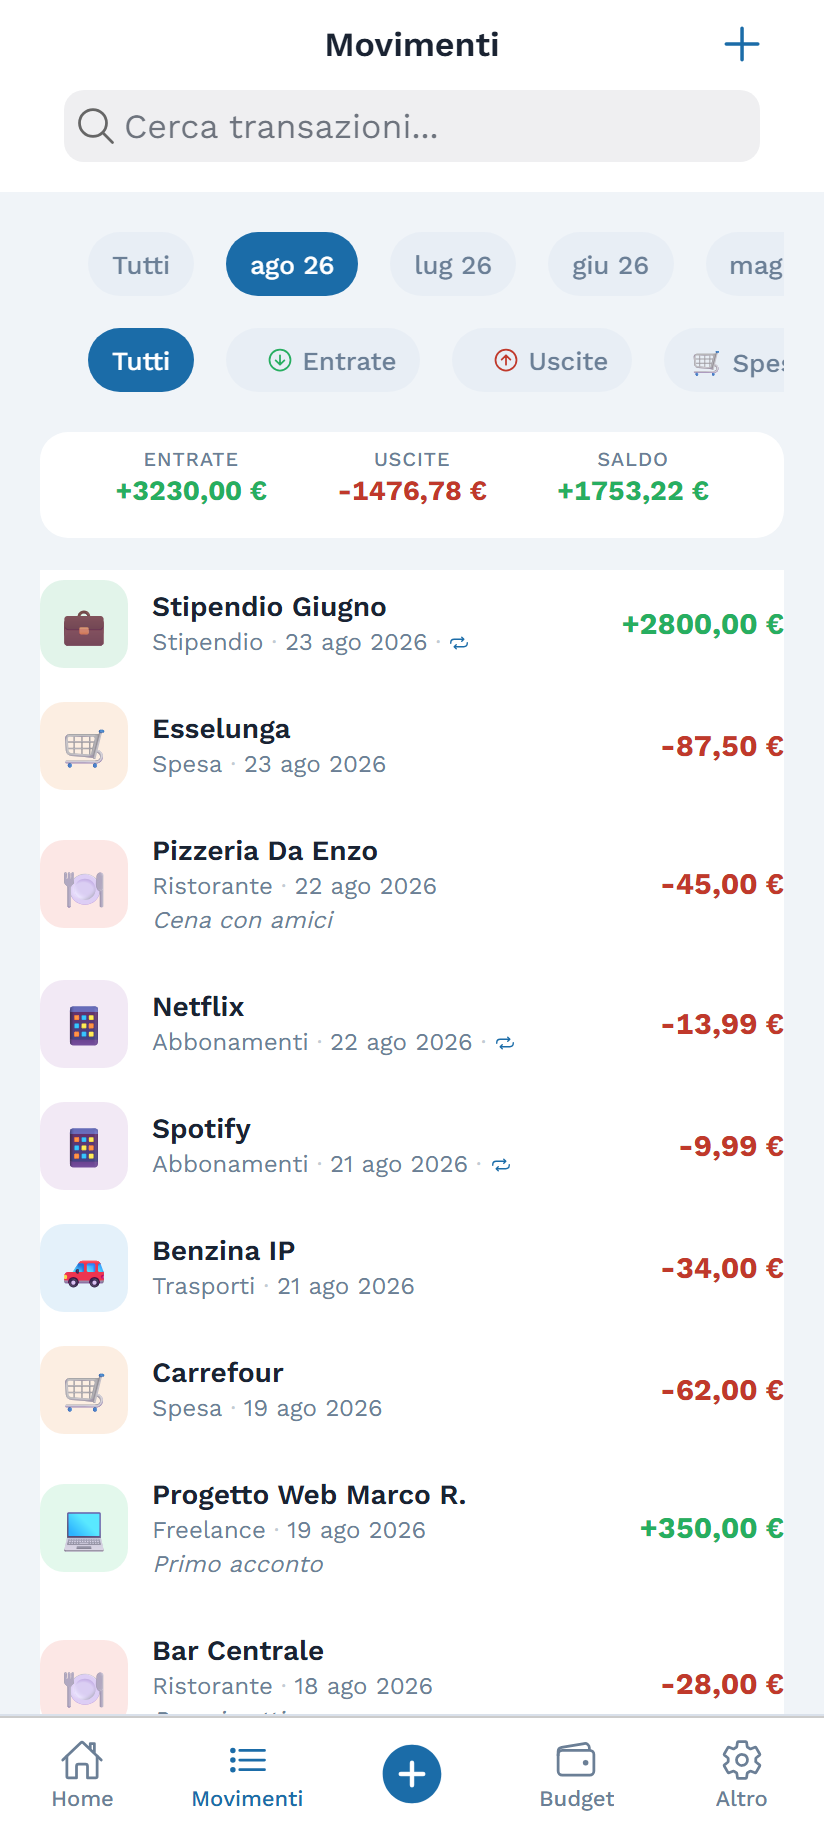 Movimenti
Cerca transazioni...
Tutti ago 26 lug 26 giu 26 mag
Tutti Entrate Uscite
ENTRATE USCITE SALDO
+3230,00 € -1476,78 € +1753,22 €
Stipendio Giugno
+2800,00 €
Stipendio · 23 ago 2026 ·
Esselunga
-87,50 €
Spesa · 23 ago 2026
Pizzeria Da Enzo
-45,00 €
Ristorante · 22 ago 2026
Cena con amici
Netflix
-13,99 €
Abbonamenti · 22 ago 2026 ·
Spotify
-9,99 €
Abbonamenti · 21 ago 2026 ·
Benzina IP
-34,00 €
Trasporti · 21 ago 2026
Carrefour
-62,00 €
Spesa · 19 ago 2026
Progetto Web Marco R.
+350,00 €
Freelance · 19 ago 2026
Primo acconto
Bar Centrale
-28,00 €
Ristorante · 18 ago 2026
Home Movimenti Budget Altro